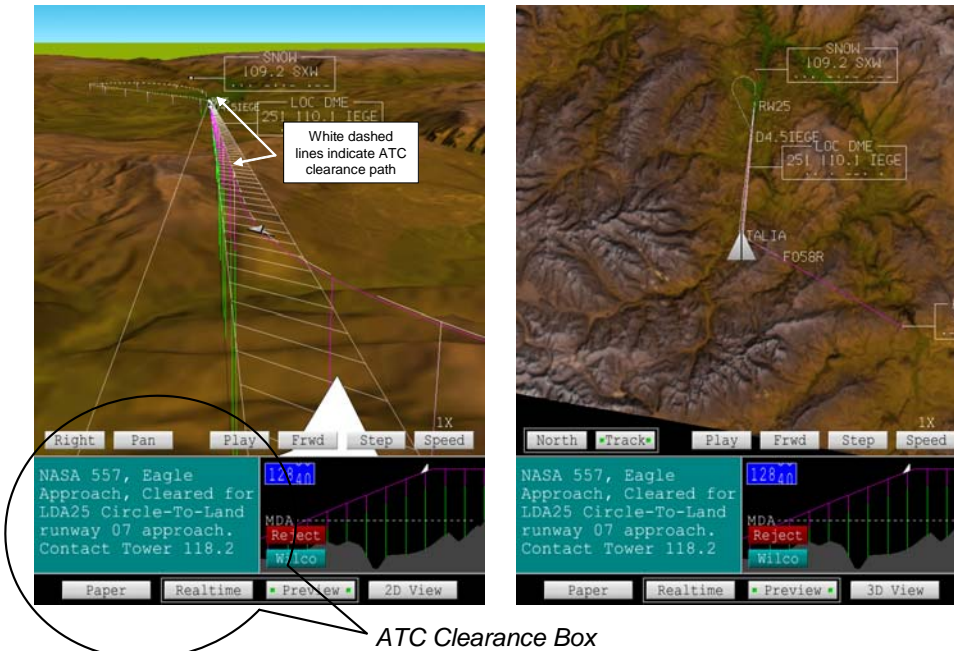 SNOW
109.2 SXW
SIEGE
LOC DME
251 110.1 IEGE
White dashed
lines indicate ATC
clearance path
1X
Right
Pan
Play
Frwd
Step
Speed
NASA 557, Eagle
Approach, Cleared for
LDA25 Circle-To-Land
runway 07 approach.
Contact Tower 118.2
MDA
Reject
Wilco
Paper
Realtime
Preview
2D View
SNOW
109.2 SXW
RW25
D4.5IEGE
LOC DME
251 110.1 IEGE
TALIA
F058R
1X
North
Track
Play
Frwd
Step
Speed
NASA 557, Eagle
Approach, Cleared for
LDA25 Circle-To-Land
runway 07 approach.
Contact Tower 118.2
MDA
Reject
Wilco
Paper
Realtime
Preview
3D View
ATC Clearance Box